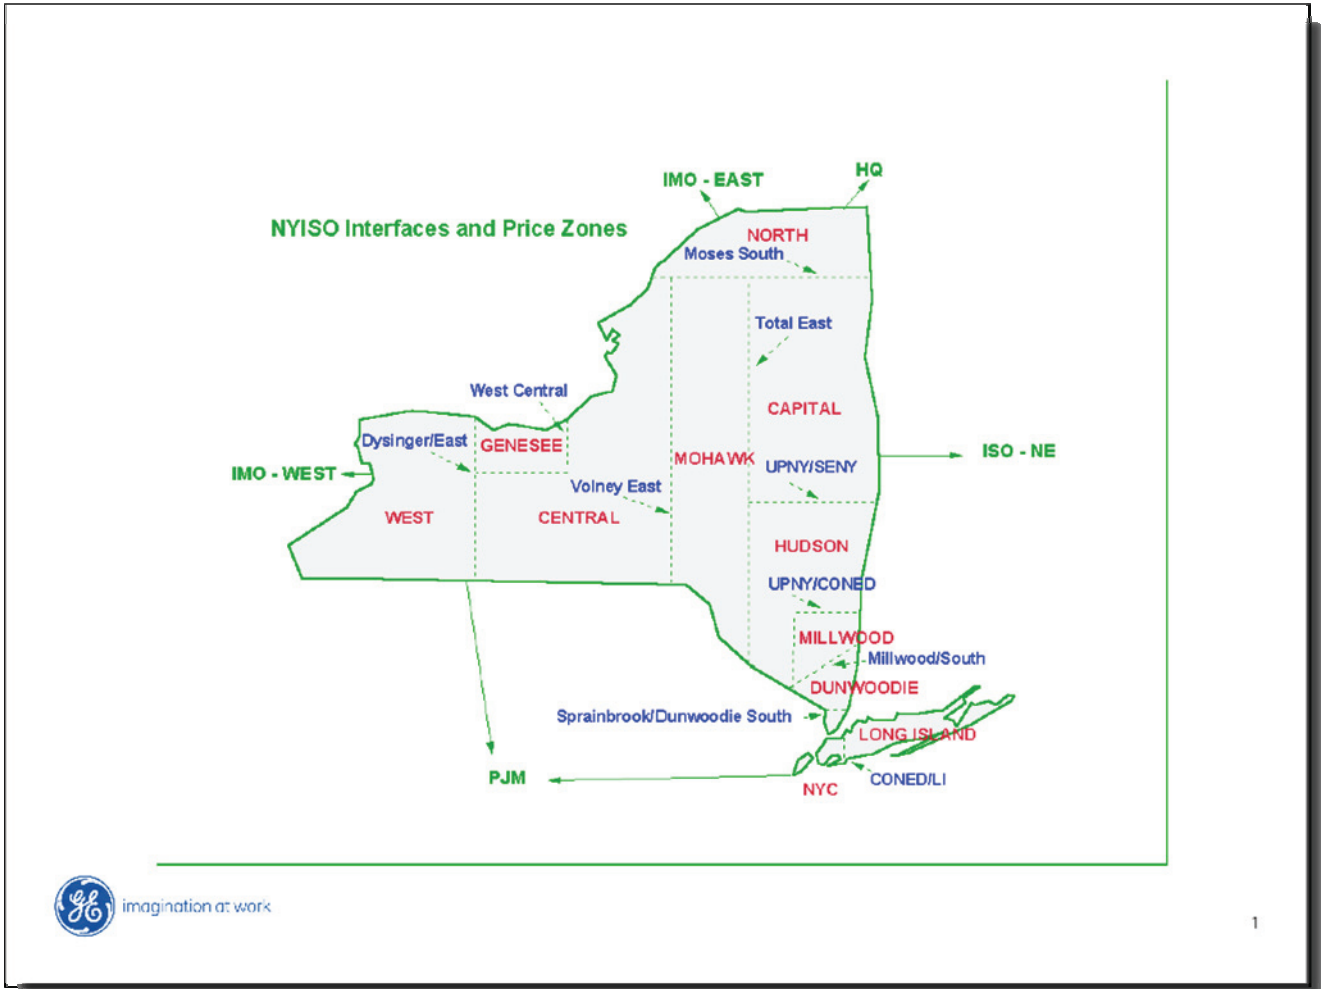 IMO - EAST
HQ
NYISO Interfaces and Price Zones
NORTH
Moses South
Total East
West Central
CAPITAL
Dysinger/East
GENESEE
ISO - NE
MOHAWK
UPNY/SENY
IMO - WEST
Volney East
WEST
CENTRAL
HUDSON
UPNY/CONED
MILLWOOD
Millwood/South
DUNWOODIE
Sprainbrook/Dunwoodie South
LONG ISLAND
PJM
CONED/LI
NYC
GE
imagination at work
1